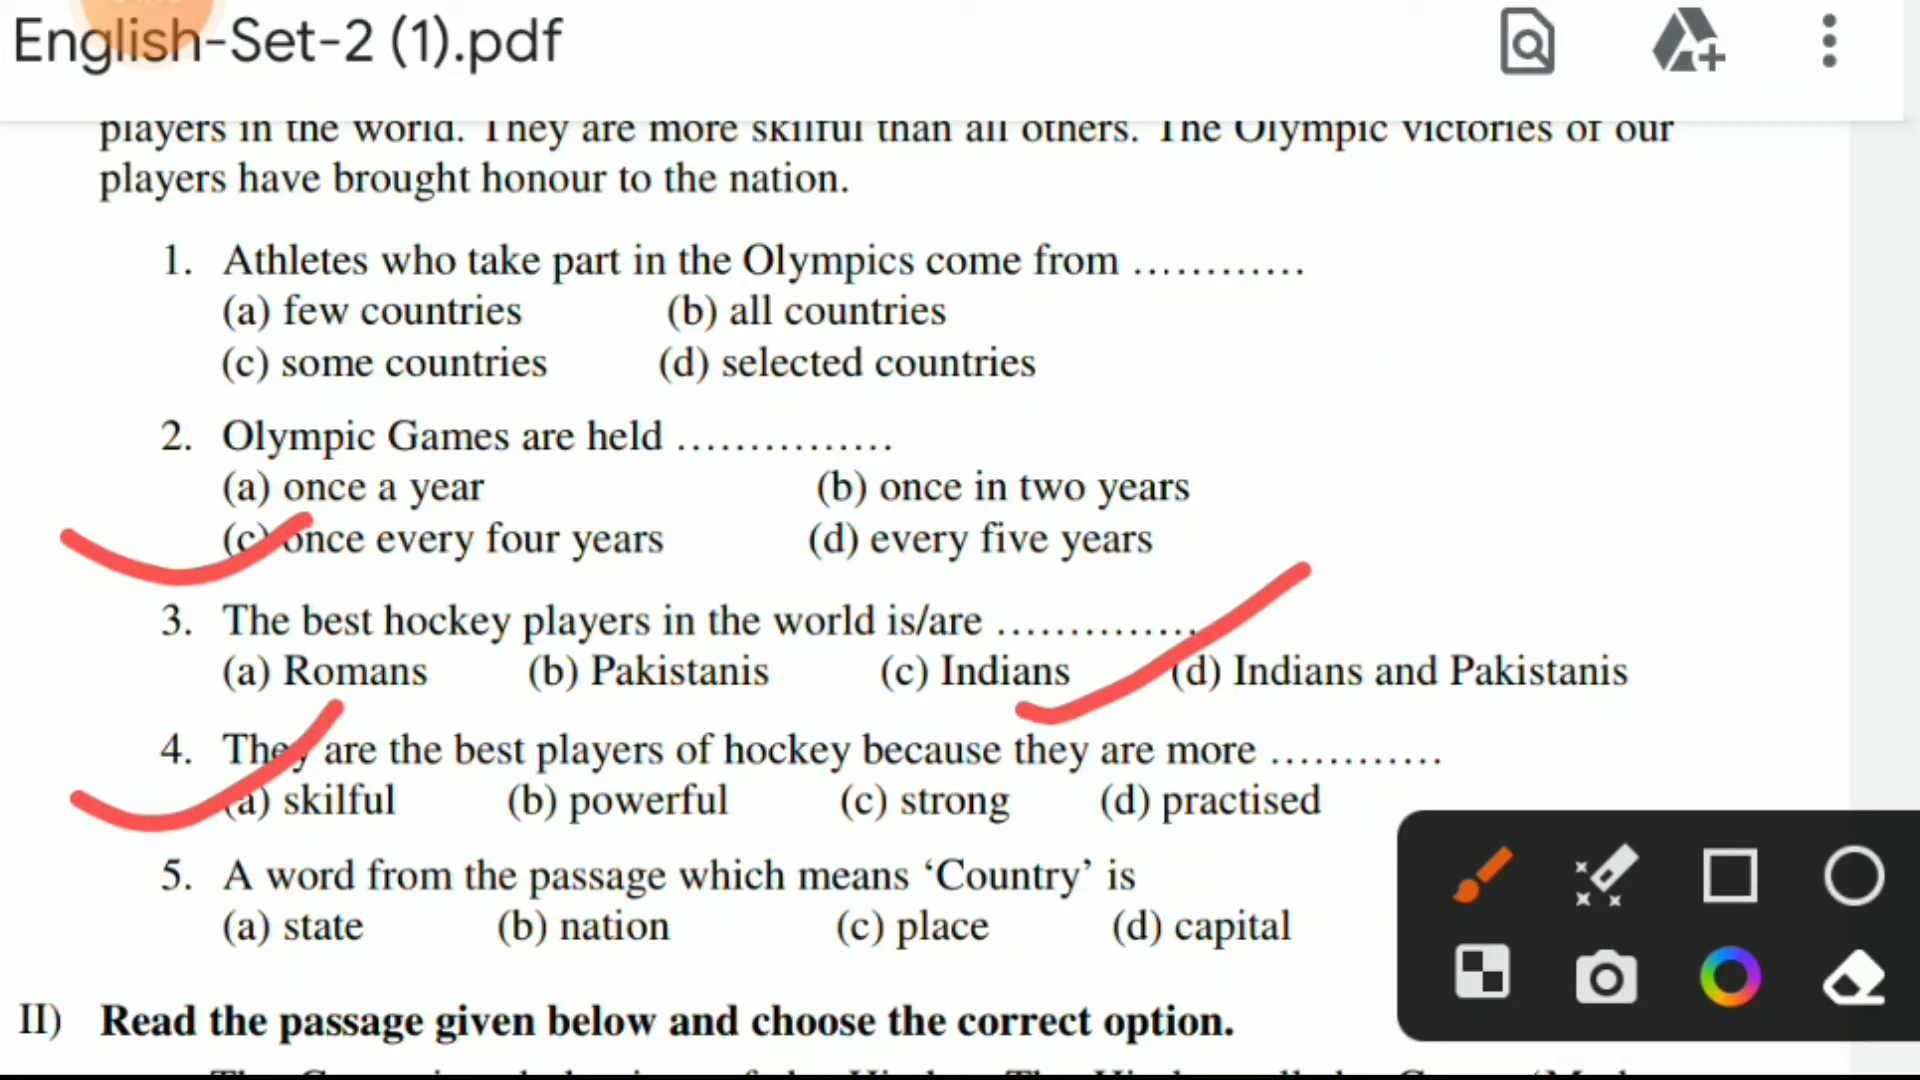 English-Set-2 (1).pdf
players in the world. They are more skilful than all others. The Olympic victories of our
players have brought honour to the nation.
1. Athletes who take part in the Olympics come from ............
(a) few countries (b) all countries
(c) some countries (d) selected countries
2. Olympic Games are held ...............
(a) once a year (b) once in two years
(c) once every four years (d) every five years
3. The best hockey players in the world is/are ..............
(a) Romans (b) Pakistanis (c) Indians (d) Indians and Pakistanis
4. They are the best players of hockey because they are more ............
(a) skilful (b) powerful (c) strong (d) practised
5. A word from the passage which means ‘Country’ is
(a) state (b) nation (c) place (d) capital
II) Read the passage given below and choose the correct option.